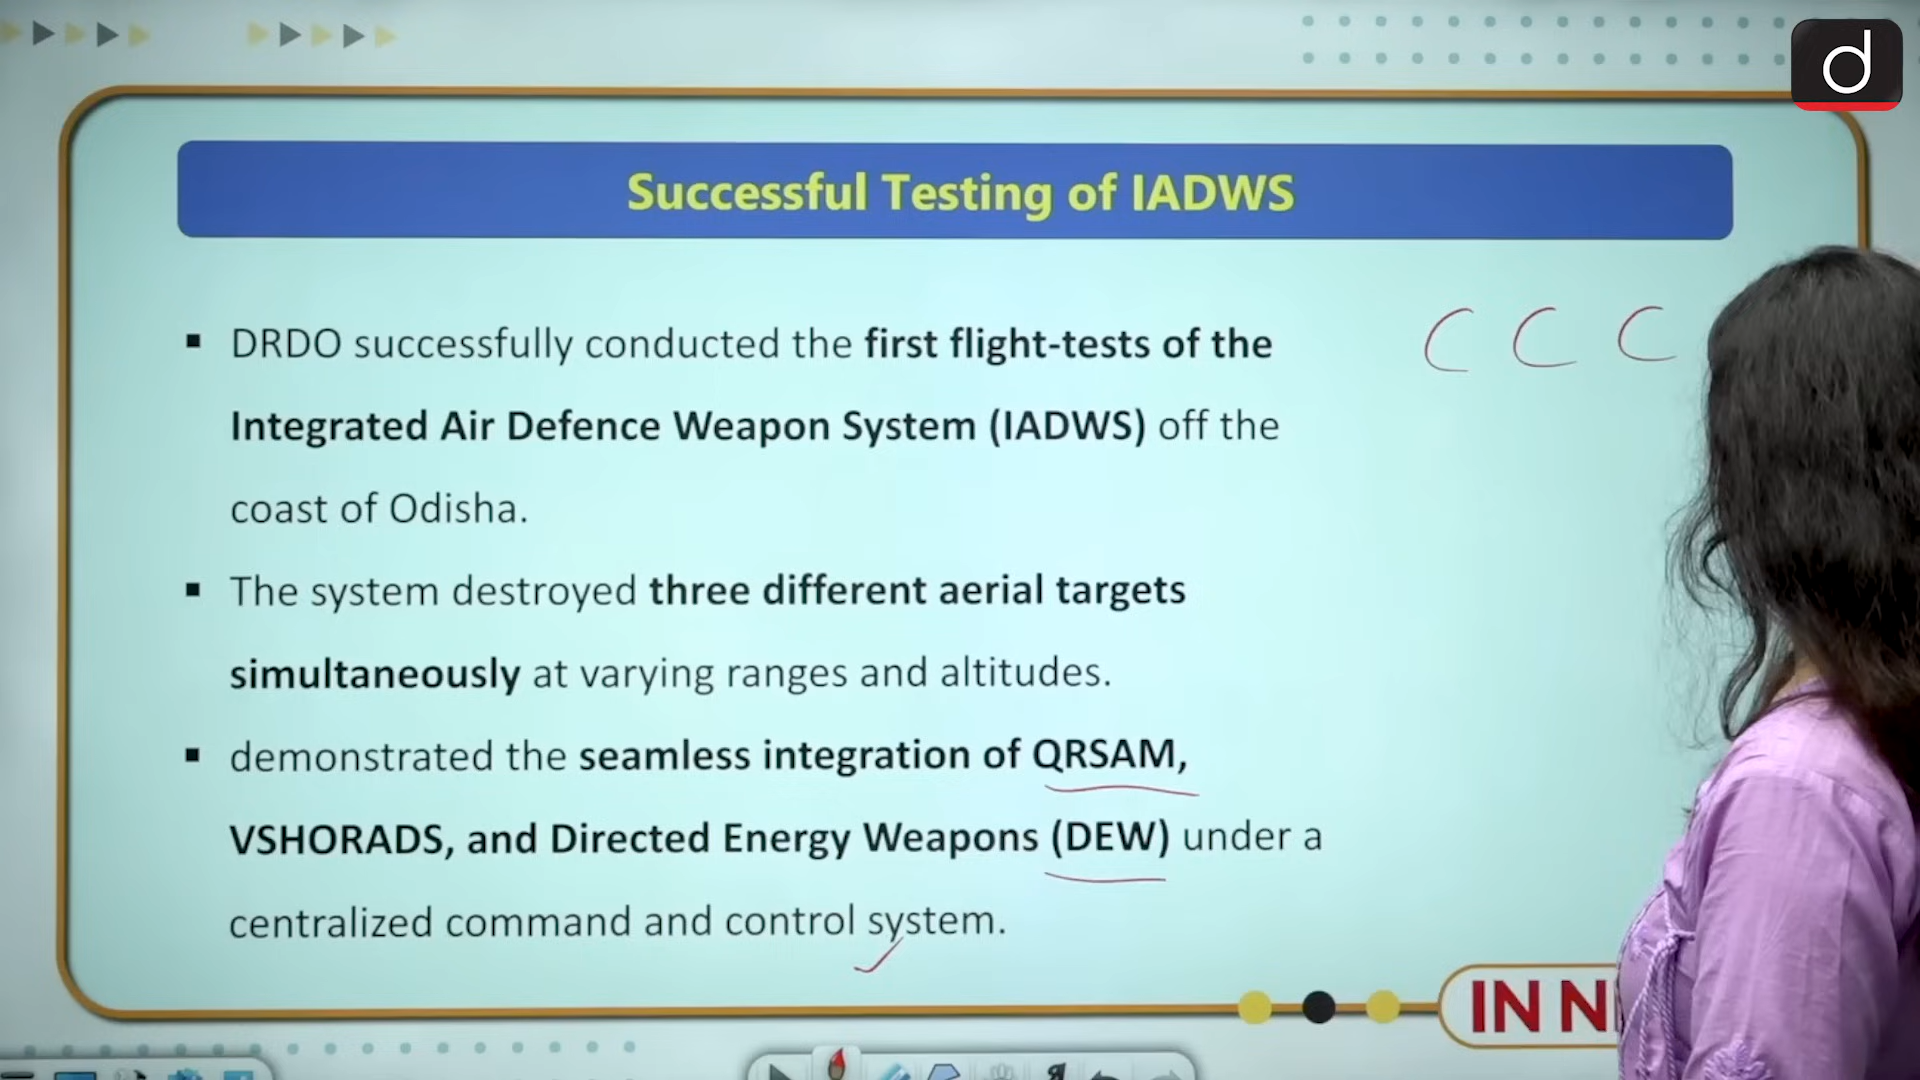 d
Successful Testing of IADWS
C C C
▪ DRDO successfully conducted the first flight-tests of the
Integrated Air Defence Weapon System (IADWS) off the
coast of Odisha.
▪ The system destroyed three different aerial targets
simultaneously at varying ranges and altitudes.
▪ demonstrated the seamless integration of QRSAM,
VSHORADS, and Directed Energy Weapons (DEW) under a
centralized command and control system.
IN